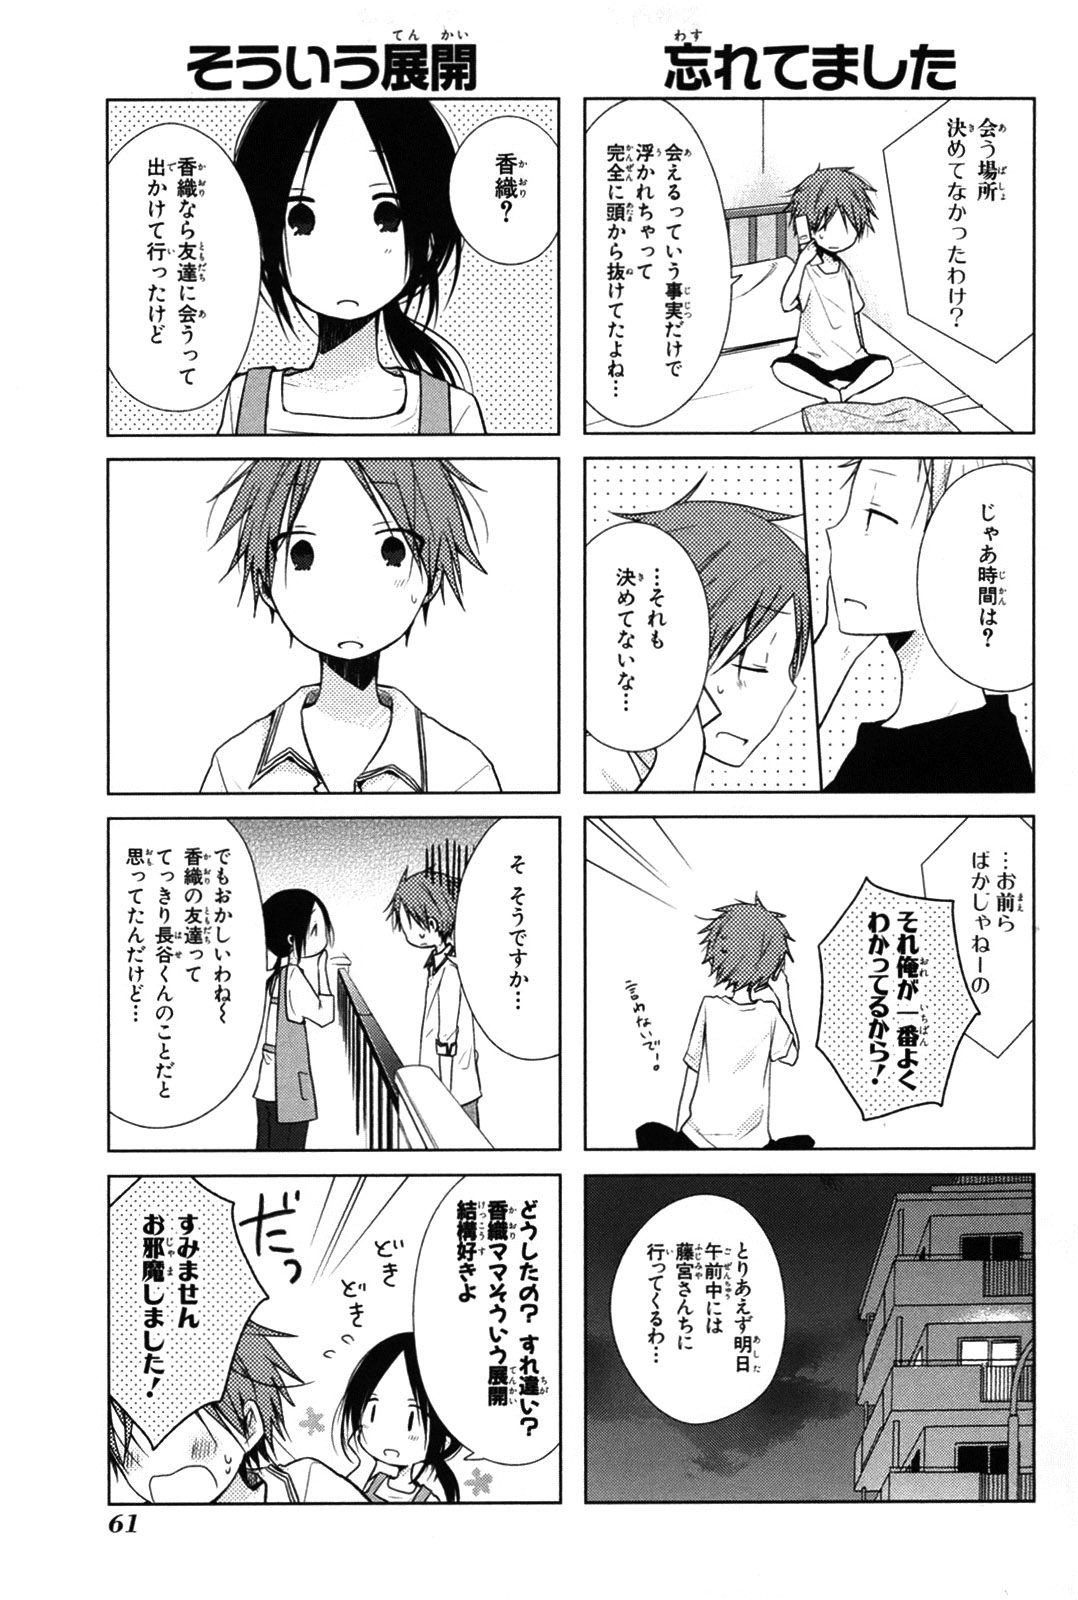 忘れてました
会う場所
決めてなかったわけ?
会えるっていう事実だけで
浮かれちゃって
完全に頭から抜けてたよね…
じゃあ時間は?
…それも
決めてないな…
…お前ら
ばかじゃねーの
それ俺が一番よく
わかってるから!
言わないで!。
とりあえず明日
午前中には
藤宮さんちに
行ってくるわ…
そういう展開
香織?
香織なら友達に会うって
出かけて行ったけど
そ そうですか…
でもおかしいわね〜
香織の友達って
てっきり長谷くんのことだと
思ってたんだけど…
どうしたの? すれ違い?
香織ママそういう展開
結構好きよ
どき
どき
だっ
すみません
お邪魔しました!
61